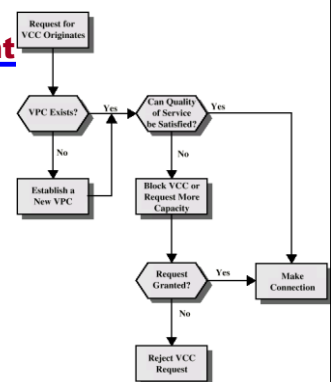 Request for
VCC Originates
nt
VPC Exists?
Yes
Can Quality
of Service
be Satisfied?
Yes
No
No
Establish a
New VPC
Block VCC or
Request More
Capacity
Request
Granted?
Yes
Make
Connection
No
Reject VCC
Request